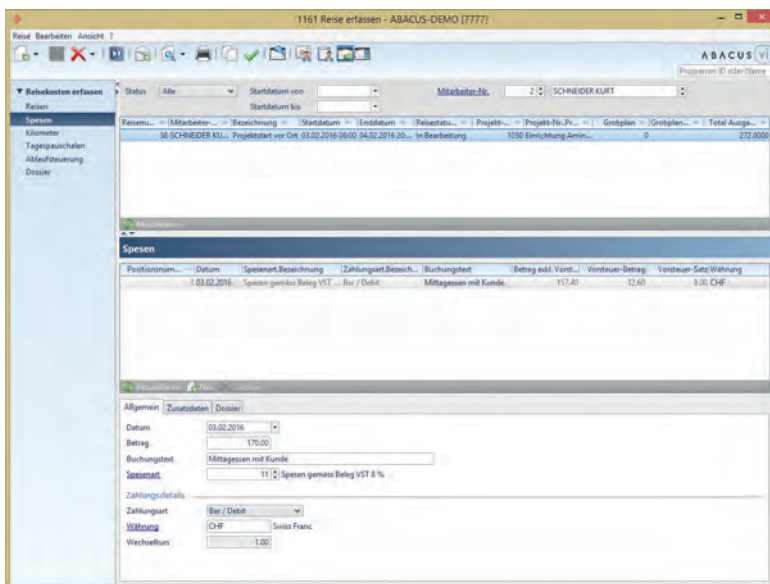 1161 Reise erfassen - ABACUS-DEMO [7777]
Reise Bearbeiten Ansicht ?
ABACUS vi
Programm ID oder Name
Reisekosten erfassen
Reisen
Spesen
Kilometer
Tagespauschalen
Ablaufsteuerung
Dossier
Status Alle Startdatum von Mitarbeiter-Nr. 2 SCHNEIDER KURT
Startdatum bis
Reisenu... Mitarbeiter-... Bezeichnung Startdatum Enddatum Reisestatu... Projekt-... Projekt-Nr.Pr... Grobplan Grobplan... Total Ausga...
38 SCHNEIDER KU... Projektstart vor Ort 03.02.2016 08:00 04.02.2016 20... In Bearbeitung 1050 Einrichtung Amin... 0 272.0000
Aktualisieren
Spesen
Positionsnum... Datum Spesenart.Bezeichnung Zahlungsart.Bezeich... Buchungstext Betrag exkl. Vorst... Vorsteuer-Betrag Vorsteuer-Satz Währung
3 03.02.2016 Spesen gemäss Beleg VST ... Bar / Debit Mittagessen mit Kunde 157.40 12.60 8.00 CHF
Aktualisieren Neu
Allgemein Zusatzdaten Dossier
Datum 03.02.2016
Betrag 170.00
Buchungstext Mittagessen mit Kunde
Spesenart 11 Spesen gemäss Beleg VST 8 %
Zahlungsdetails
Zahlungsart Bar / Debit
Währung CHF Swiss Franc
Wechselkurs 1.00